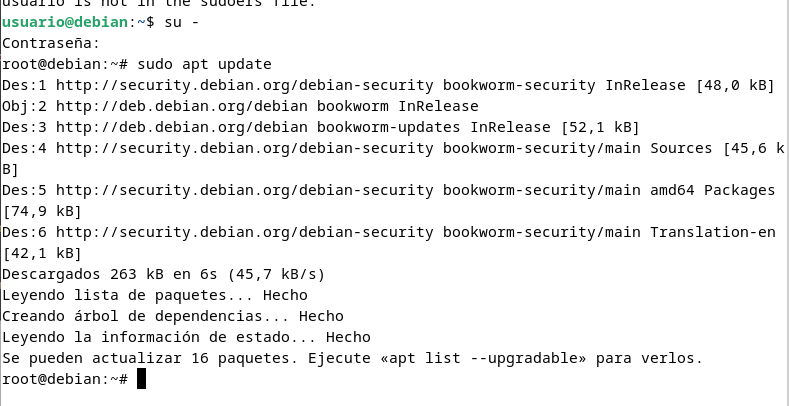 usuario is not in the sudoers file.
usuario@debian:~$ su -
Contraseña:
root@debian:~# sudo apt update
Des:1 http://security.debian.org/debian-security bookworm-security InRelease [48,0 kB]
Obj:2 http://deb.debian.org/debian bookworm InRelease
Des:3 http://deb.debian.org/debian bookworm-updates InRelease [52,1 kB]
Des:4 http://security.debian.org/debian-security bookworm-security/main Sources [45,6 k
B]
Des:5 http://security.debian.org/debian-security bookworm-security/main amd64 Packages
[74,9 kB]
Des:6 http://security.debian.org/debian-security bookworm-security/main Translation-en
[42,1 kB]
Descargados 263 kB en 6s (45,7 kB/s)
Leyendo lista de paquetes... Hecho
Creando árbol de dependencias... Hecho
Leyendo la información de estado... Hecho
Se pueden actualizar 16 paquetes. Ejecute «apt list --upgradable» para verlos.
root@debian:~#